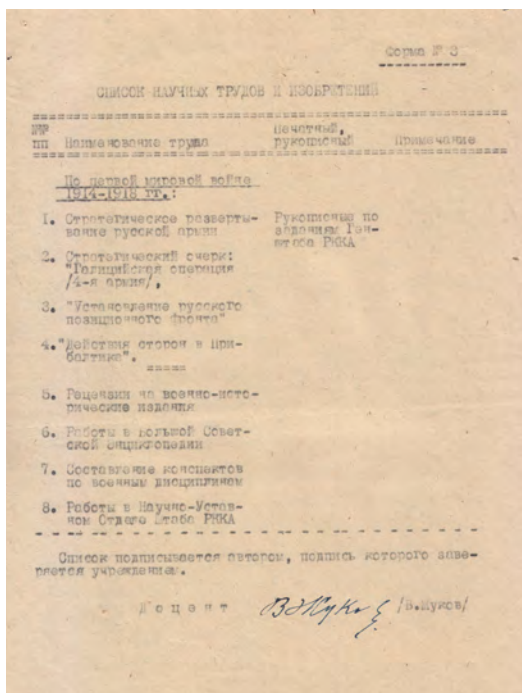 Форма № 3
СПИСОК НАУЧНЫХ ТРУДОВ И ИЗОБРЕТЕНИЙ
№№ Печатный,
пп Наименование труда рукописный Примечание
По первой мировой войне
1914-1918 гг.:
1. Стратегическое разверты- Рукописные по
вание русской армии заданиям Ген-
штаба РККА
2. Стратегический очерк:
"Галицийская операция
/4-я армия/,
3. "Установление русского
позиционного фронта"
4. "Действия сторон в При-
балтике".
5. Рецензии на военно-исто-
рические издания
6. Работы в Большой Совет-
ской Энциклопедии
7. Составление конспектов
по военным дисциплинам
8. Работы в Научно-Устав-
ном Отделе Штаба РККА
Список подписывается автором, подпись которого заве-
ряется учреждением.
Доцент ВЖуков /В.Жуков/